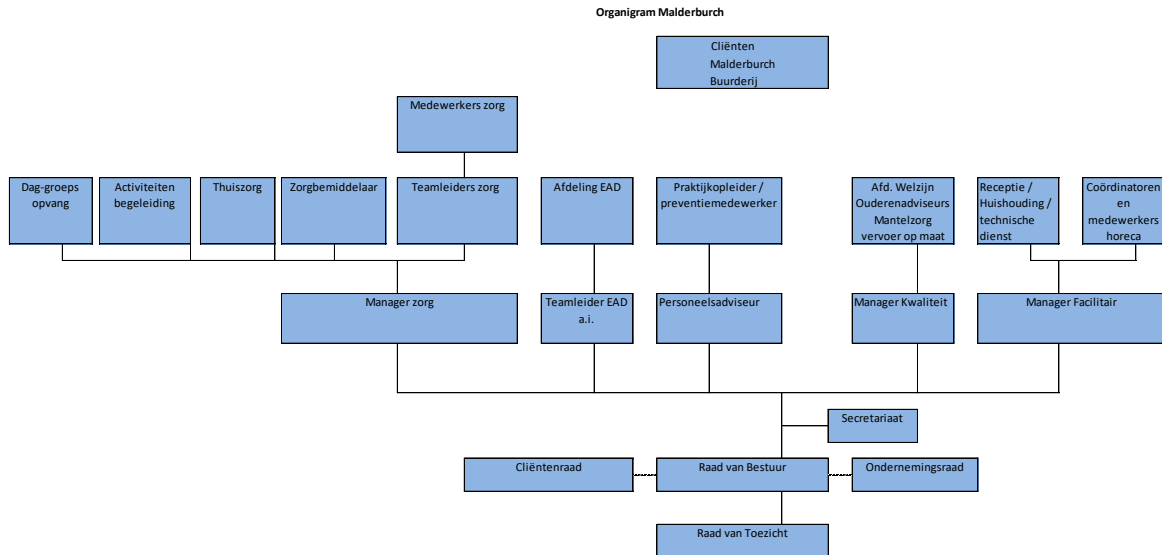 Organigram Malderburch
Cliënten
Malderburch
Buurderij
Medewerkers zorg
Dag-groeps
opvang
Activiteiten
begeleiding
Thuiszorg
Zorgbemiddelaar
Teamleiders zorg
Afdeling EAD
Praktijkopleider /
preventiemedewerker
Afd. Welzijn
Ouderenadviseurs
Mantelzorg
vervoer op maat
Receptie /
Huishouding /
technische
dienst
Coördinatoren
en
medewerkers
horeca
Manager zorg
Teamleider EAD
a.i.
Personeelsadviseur
Manager Kwaliteit
Manager Facilitair
Secretariaat
Cliëntenraad
Raad van Bestuur
Ondernemingsraad
Raad van Toezicht